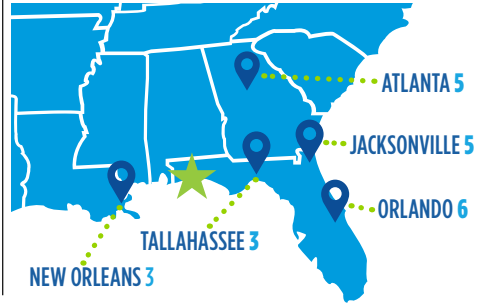 ATLANTA 5
JACKSONVILLE 5
ORLANDO 6
TALLAHASSEE 3
NEW ORLEANS 3